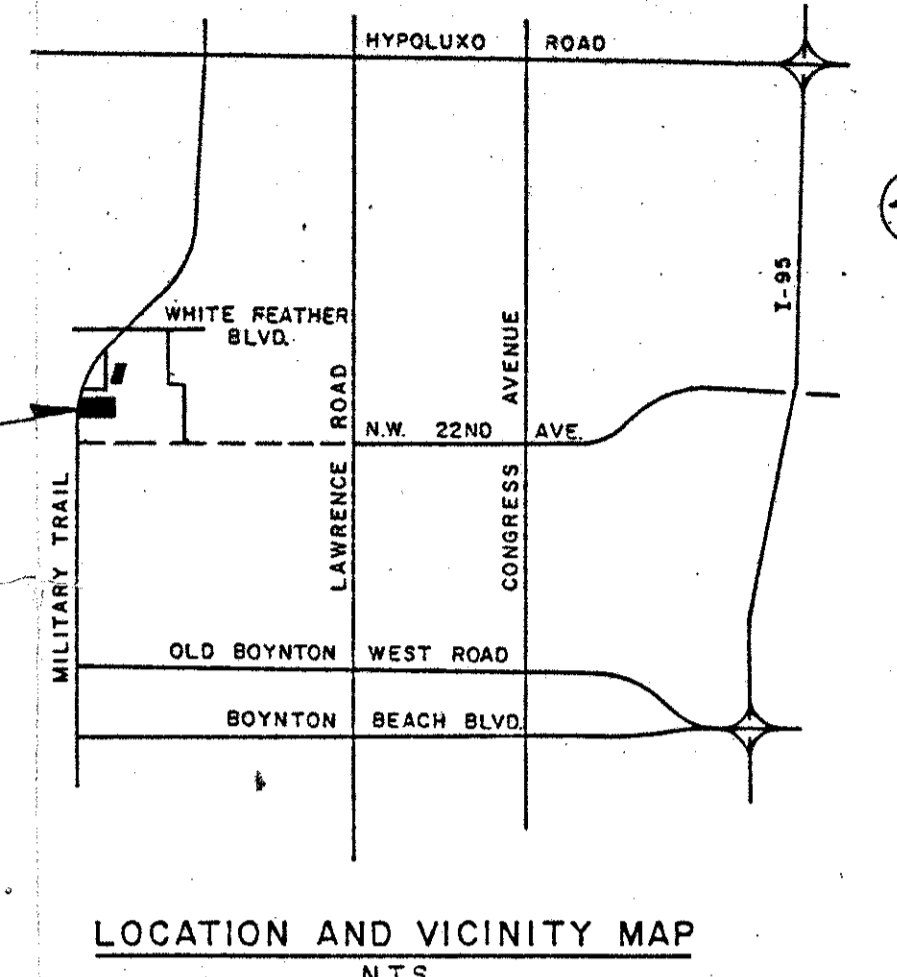 HYPOLUXO ROAD
I-95
WHITE FEATHER
BLVD.
CONGRESS AVENUE
LAWRENCE ROAD
N.W. 22ND AVE.
MILITARY TRAIL
OLD BOYNTON WEST ROAD
BOYNTON BEACH BLVD.
LOCATION AND VICINITY MAP
N.T.S.